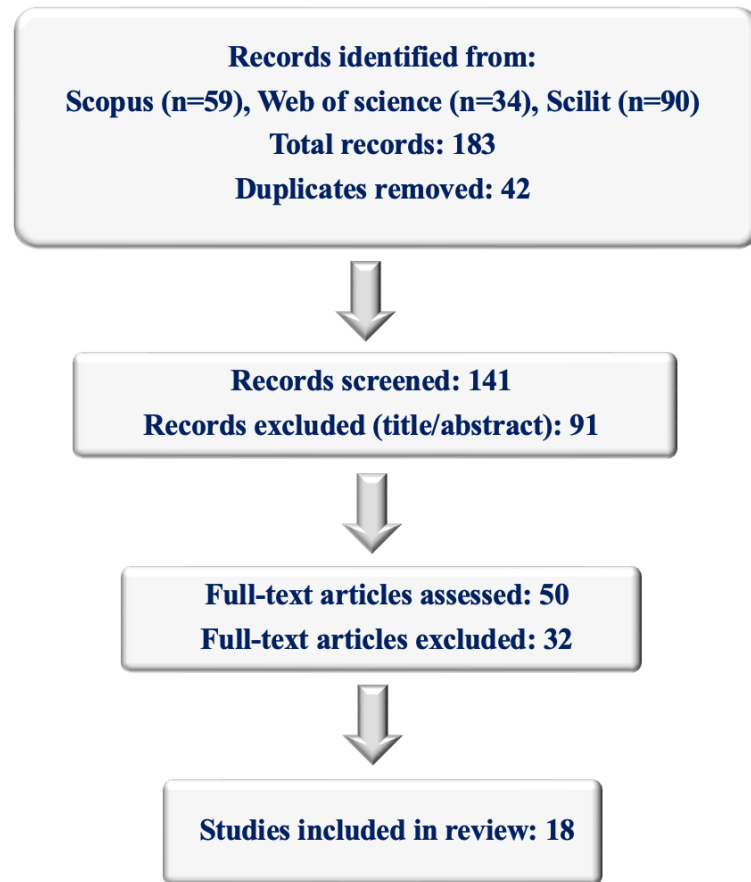 Records identified from:
Scopus (n=59), Web of science (n=34), Scilit (n=90)
Total records: 183
Duplicates removed: 42
Records screened: 141
Records excluded (title/abstract): 91
Full-text articles assessed: 50
Full-text articles excluded: 32
Studies included in review: 18